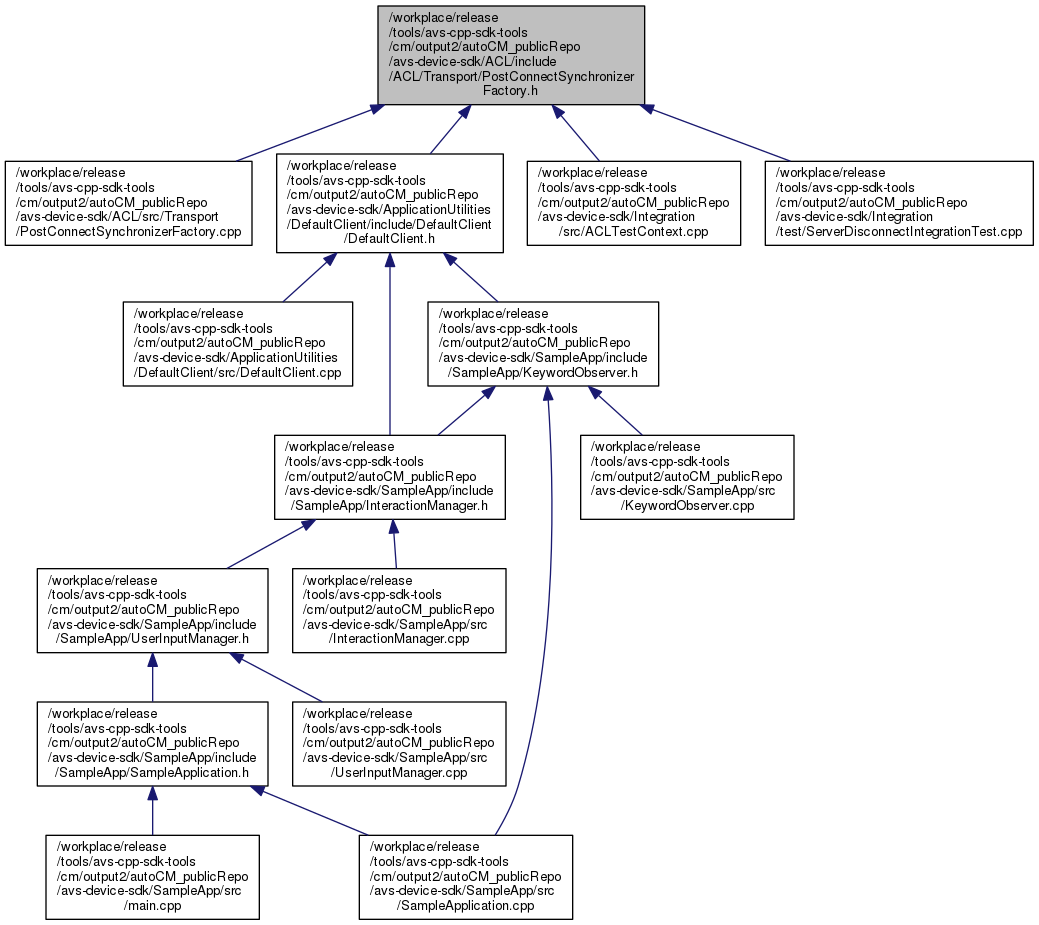 /workplace/release
/tools/avs-cpp-sdk-tools
/cm/output2/autoCM_publicRepo
/avs-device-sdk/ACL/include
/ACL/Transport/PostConnectSynchronizer
Factory.h
/workplace/release
/tools/avs-cpp-sdk-tools
/cm/output2/autoCM_publicRepo
/avs-device-sdk/ACL/src/Transport
/PostConnectSynchronizerFactory.cpp
/workplace/release
/tools/avs-cpp-sdk-tools
/cm/output2/autoCM_publicRepo
/avs-device-sdk/ApplicationUtilities
/DefaultClient/include/DefaultClient
/DefaultClient.h
/workplace/release
/tools/avs-cpp-sdk-tools
/cm/output2/autoCM_publicRepo
/avs-device-sdk/Integration
/src/ACLTestContext.cpp
/workplace/release
/tools/avs-cpp-sdk-tools
/cm/output2/autoCM_publicRepo
/avs-device-sdk/Integration
/test/ServerDisconnectIntegrationTest.cpp
/workplace/release
/tools/avs-cpp-sdk-tools
/cm/output2/autoCM_publicRepo
/avs-device-sdk/ApplicationUtilities
/DefaultClient/src/DefaultClient.cpp
/workplace/release
/tools/avs-cpp-sdk-tools
/cm/output2/autoCM_publicRepo
/avs-device-sdk/SampleApp/include
/SampleApp/KeywordObserver.h
/workplace/release
/tools/avs-cpp-sdk-tools
/cm/output2/autoCM_publicRepo
/avs-device-sdk/SampleApp/include
/SampleApp/InteractionManager.h
/workplace/release
/tools/avs-cpp-sdk-tools
/cm/output2/autoCM_publicRepo
/avs-device-sdk/SampleApp/src
/KeywordObserver.cpp
/workplace/release
/tools/avs-cpp-sdk-tools
/cm/output2/autoCM_publicRepo
/avs-device-sdk/SampleApp/include
/SampleApp/UserInputManager.h
/workplace/release
/tools/avs-cpp-sdk-tools
/cm/output2/autoCM_publicRepo
/avs-device-sdk/SampleApp/src
/InteractionManager.cpp
/workplace/release
/tools/avs-cpp-sdk-tools
/cm/output2/autoCM_publicRepo
/avs-device-sdk/SampleApp/include
/SampleApp/SampleApplication.h
/workplace/release
/tools/avs-cpp-sdk-tools
/cm/output2/autoCM_publicRepo
/avs-device-sdk/SampleApp/src
/UserInputManager.cpp
/workplace/release
/tools/avs-cpp-sdk-tools
/cm/output2/autoCM_publicRepo
/avs-device-sdk/SampleApp/src
/main.cpp
/workplace/release
/tools/avs-cpp-sdk-tools
/cm/output2/autoCM_publicRepo
/avs-device-sdk/SampleApp/src
/SampleApplication.cpp